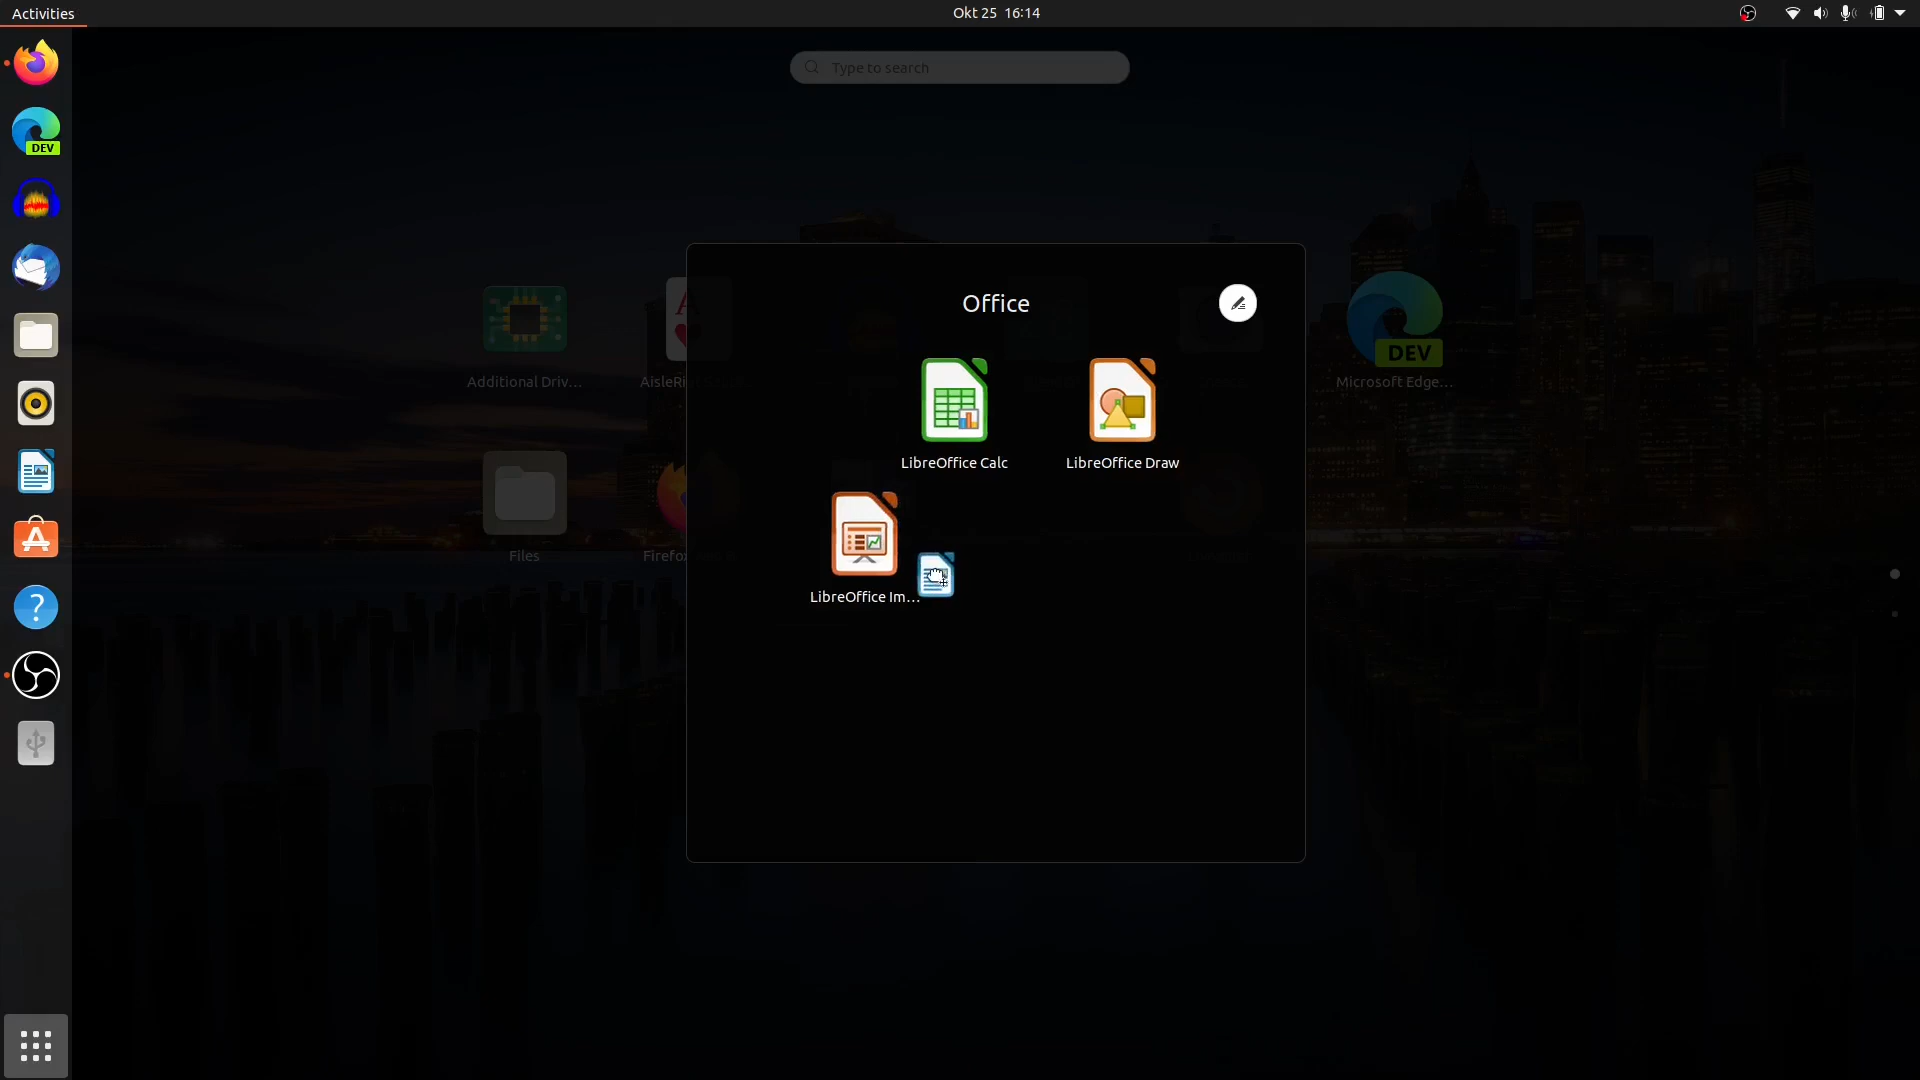 Activities
Okt 25 16:14
Type to search
DEV
Office
Additional Driv...
DEV
LibreOffice Calc
LibreOffice Draw
Microsoft Edge...
Files
Firefox
LibreOffice Im...